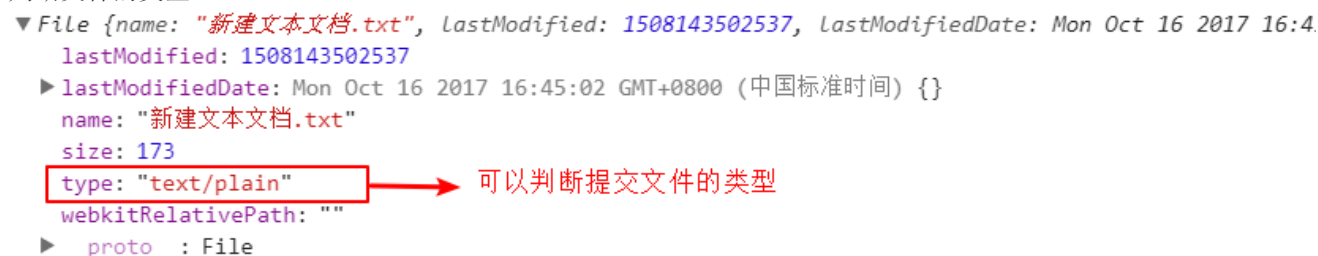 File {name: "新建文本文档.txt", lastModified: 1508143502537, lastModifiedDate: Mon Oct 16 2017 16:4
lastModified: 1508143502537
lastModifiedDate: Mon Oct 16 2017 16:45:02 GMT+0800 (中国标准时间) {}
name: "新建文本文档.txt"
size: 173
type: "text/plain" 可以判断提交文件的类型
webkitRelativePath: ""
proto : File